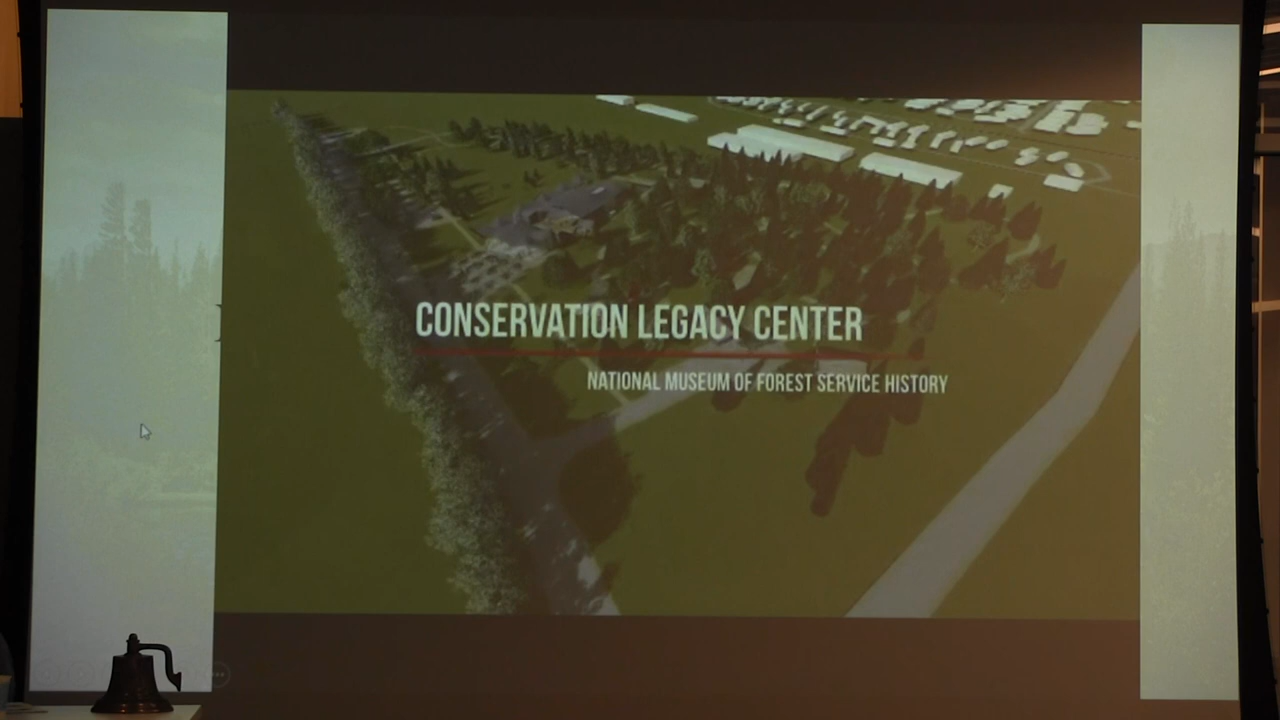 CONSERVATION LEGACY CENTER
NATIONAL MUSEUM OF FOREST SERVICE HISTORY